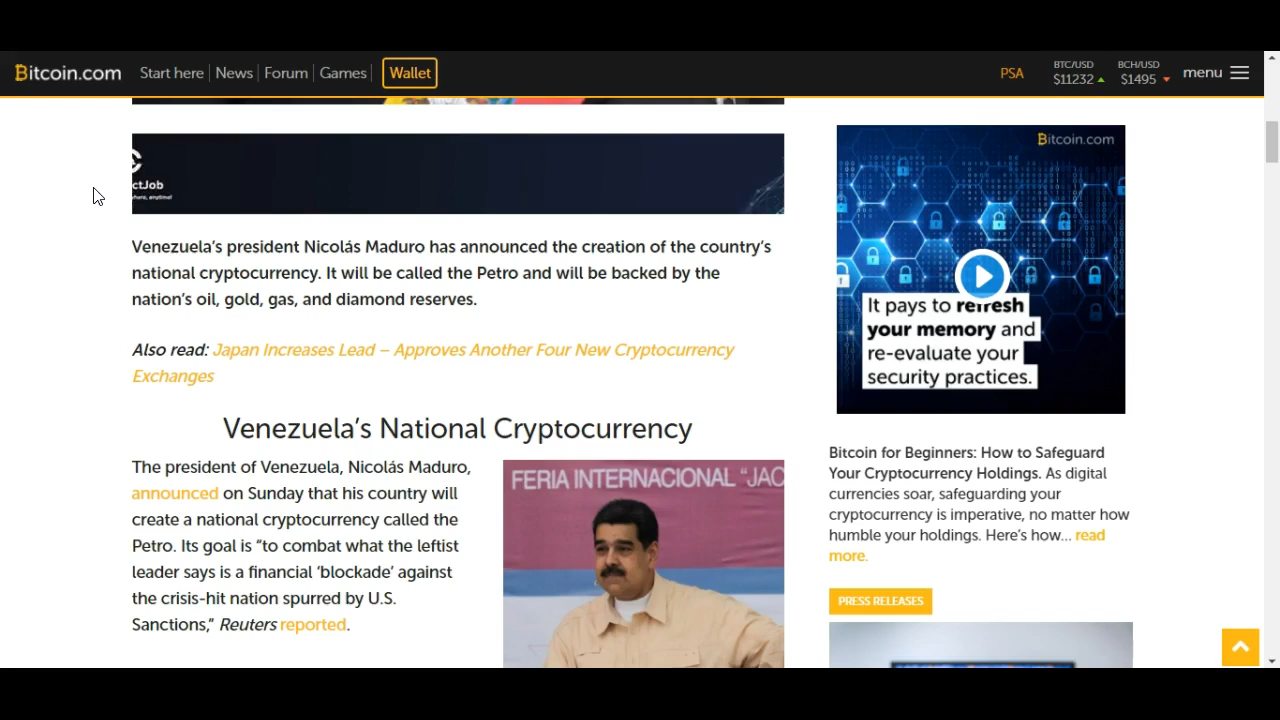 Bitcoin.com
Start here
News
Forum
Games
Wallet
PSA
BTC/USD
$11232
BCH/USD
$1495
menu
ctJob
Venezuela’s president Nicolás Maduro has announced the creation of the country’s
national cryptocurrency. It will be called the Petro and will be backed by the
nation’s oil, gold, gas, and diamond reserves.
Also read: Japan Increases Lead – Approves Another Four New Cryptocurrency
Exchanges
Venezuela’s National Cryptocurrency
The president of Venezuela, Nicolás Maduro,
announced on Sunday that his country will
create a national cryptocurrency called the
Petro. Its goal is “to combat what the leftist
leader says is a financial ‘blockade’ against
the crisis-hit nation spurred by U.S.
Sanctions,” Reuters reported.
FERIA INTERNACIONAL “JAC
Bitcoin.com
It pays to refresh
your memory and
re-evaluate your
security practices.
Bitcoin for Beginners: How to Safeguard
Your Cryptocurrency Holdings. As digital
currencies soar, safeguarding your
cryptocurrency is imperative, no matter how
humble your holdings. Here’s how... read
more.
PRESS RELEASES